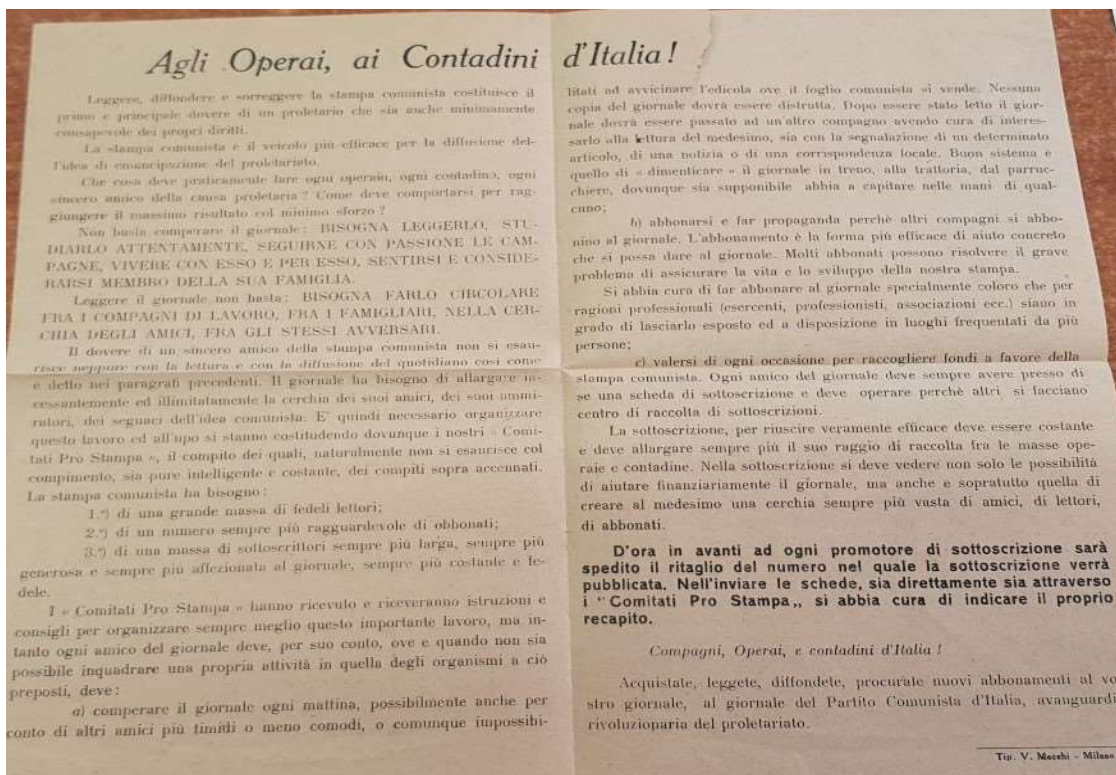 Agli Operai, ai Contadini d'Italia !
Leggere, diffondere e sorreggere la stampa comunista costituisce il
primo e principale dovere di un proletario che sia anche minimamente
consapevole dei propri diritti.
La stampa comunista è il veicolo più efficace per la diffusione del-
l'idea di emancipazione del proletariato.
Che cosa deve praticamente fare ogni operaio, ogni contadino, ogni
sincero amico della causa proletaria ? Come deve comportarsi per rag-
giungere il massimo risultato col minimo sforzo ?
Non basta comperare il giornale: BISOGNA LEGGERLO, STU-
DIARLO ATTENTAMENTE, SEGUIRNE CON PASSIONE LE CAM-
PAGNE, VIVERE CON ESSO E PER ESSO, SENTIRSI E CONSIDE-
RARSI MEMBRO DELLA SUA FAMIGLIA.
Leggere il giornale non basta: BISOGNA FARLO CIRCOLARE
FRA I COMPAGNI DI LAVORO, FRA I FAMIGLIARI, NELLA CER-
CHIA DEGLI AMICI, FRA GLI STESSI AVVERSARI.
Il dovere di un sincero amico della stampa comunista non si esau-
risce neppure con la lettura e con la diffusione del quotidiano così come
è detto nei paragrafi precedenti. Il giornale ha bisogno di allargare in-
cessantemente ed illimitatamente la cerchia dei suoi amici, dei suoi ammi-
ratori, dei seguaci dell'idea comunista. E' quindi necessario organizzare
questo lavoro ed all'upo si stanno costitudendo dovunque i nostri « Comi-
tati Pro Stampa », il compito dei quali, naturalmente non si esaurisce col
compimento, sia pure intelligente e costante, dei compiti sopra accennati.
La stampa comunista ha bisogno :
1.°) di una grande massa di fedeli lettori;
2.°) di un numero sempre più ragguardevole di obbonati;
3.°) di una massa di sottoscrittori sempre più larga, sempre più
generosa e sempre più affezionata al giornale, sempre più costante e fe-
dele.
I « Comitati Pro Stampa » hanno ricevuto e riceveranno istruzioni e
consigli per organizzare sempre meglio questo importante lavoro, ma in-
tanto ogni amico del giornale deve, per suo conto, ove e quando non sia
possibile inquadrare una propria attività in quella degli organismi a ciò
preposti, deve :
a) comperare il giornale ogni mattina, possibilmente anche per
conto di altri amici più timidi o meno comodi, o comunque impossibi-
litati ad avvicinare l'edicola ove il foglio comunista si vende. Nessuna
copia del giornale dovrà essere distrutta. Dopo essere stato letto il gior-
nale dovrà essere passato ad un'altro compagno avendo cura di interes-
sarlo alla lettura del medesimo, sia con la segnalazione di un determinato
articolo, di una notizia o di una corrispondenza locale. Buon sistema è
quello di « dimenticare » il giornale in treno, alla trattoria, dal parruc-
chiere, dovunque sia supponibile abbia a capitare nelle mani di qual-
cuno;
b) abbonarsi e far propaganda perchè altri compagni si abbo-
nino al giornale. L'abbonamento è la forma più efficace di aiuto concreto
che si possa dare al giornale. Molti abbonati possono risolvere il grave
problema di assicurare la vita e lo sviluppo della nostra stampa.
Si abbia cura di far abbonare al giornale specialmente coloro che per
ragioni professionali (esercenti, professionisti, associazioni ecc.) siano in
grado di lasciarlo esposto ed a disposizione in luoghi frequentati da più
persone;
c) valersi di ogni occasione per raccogliere fondi a favore della
stampa comunista. Ogni amico del giornale deve sempre avere presso di
se una scheda di sottoscrizione e deve operare perchè altri si facciano
centro di raccolta di sottoscrizioni.
La sottoscrizione, per riuscire veramente efficace deve essere costante
e deve allargare sempre più il suo raggio di raccolta fra le masse ope-
raie e contadine. Nella sottoscrizione si deve vedere non solo le possibilità
di aiutare finanziariamente il giornale, ma anche e sopratutto quella di
creare al medesimo una cerchia sempre più vasta di amici, di lettori,
di abbonati.
D'ora in avanti ad ogni promotore di sottoscrizione sarà
spedito il ritaglio del numero nel quale la sottoscrizione verrà
pubblicata. Nell'inviare le schede, sia direttamente sia attraverso
i "Comitati Pro Stampa„ si abbia cura di indicare il proprio
recapito.
Compagni, Operai, e contadini d'Italia !
Acquistate, leggete, diffondete, procurate nuovi abbonamenti al vo
stro giornale, al giornale del Partito Comunista d'Italia, avanguardi
rivoluzionaria del proletariato.
Tip. V. Macchi - Milano